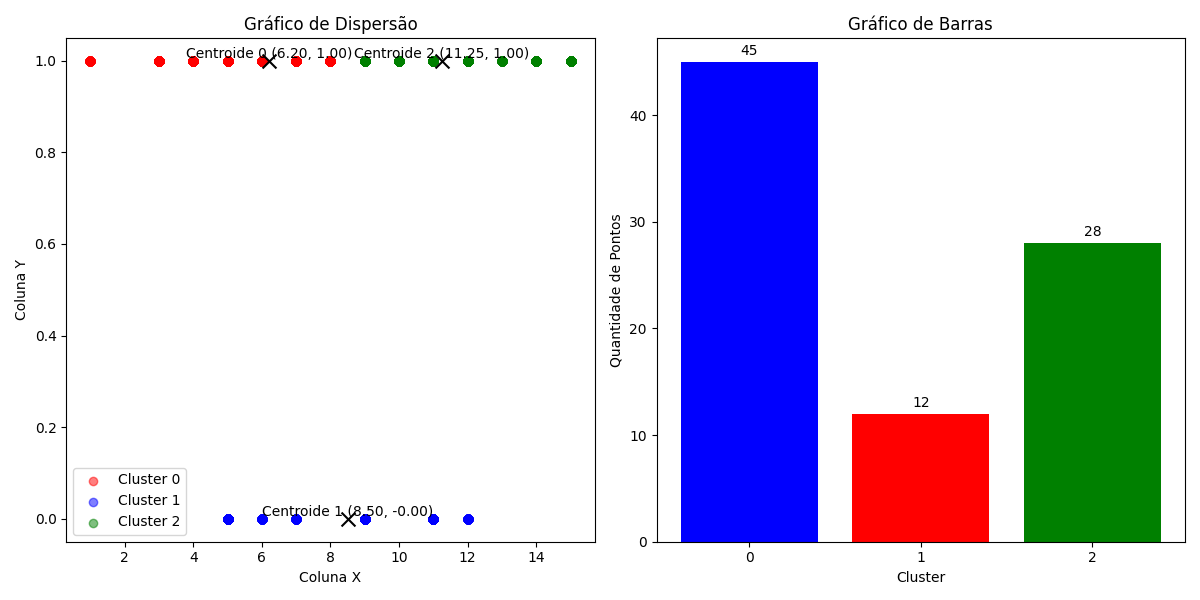 Gráfico de Dispersão
Centroide 0 (6.20, 1.00)
Centroide 2 (11.25, 1.00)
Centroide 1 (8.50, -0.00)
Coluna Y
1.0
0.8
0.6
0.4
0.2
0.0
Cluster 0
Cluster 1
Cluster 2
2 4 6 8 10 12 14
Coluna X
Gráfico de Barras
45
12
28
Quantidade de Pontos
40
30
20
10
0
0 1 2
Cluster